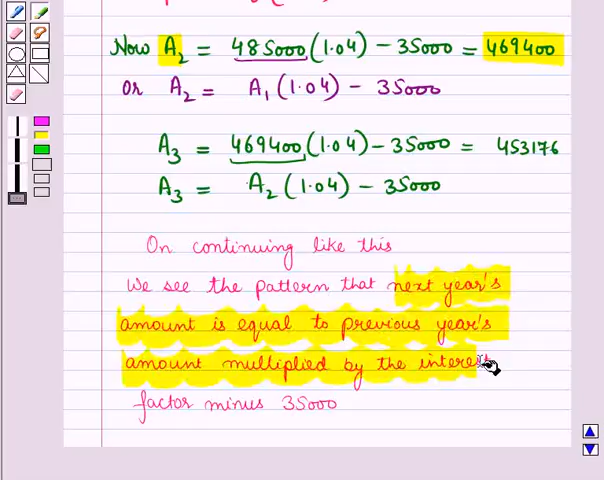 Now A₂ = 485000(1.04) - 35000 = 469400
Or A₂ = A₁(1.04) - 35000
A₃ = 469400(1.04) - 35000 = 453176
A₃ = A₂(1.04) - 35000
On continuing like this
We see the pattern that next year's
amount is equal to previous year's
amount multiplied by the interest
factor minus 35000